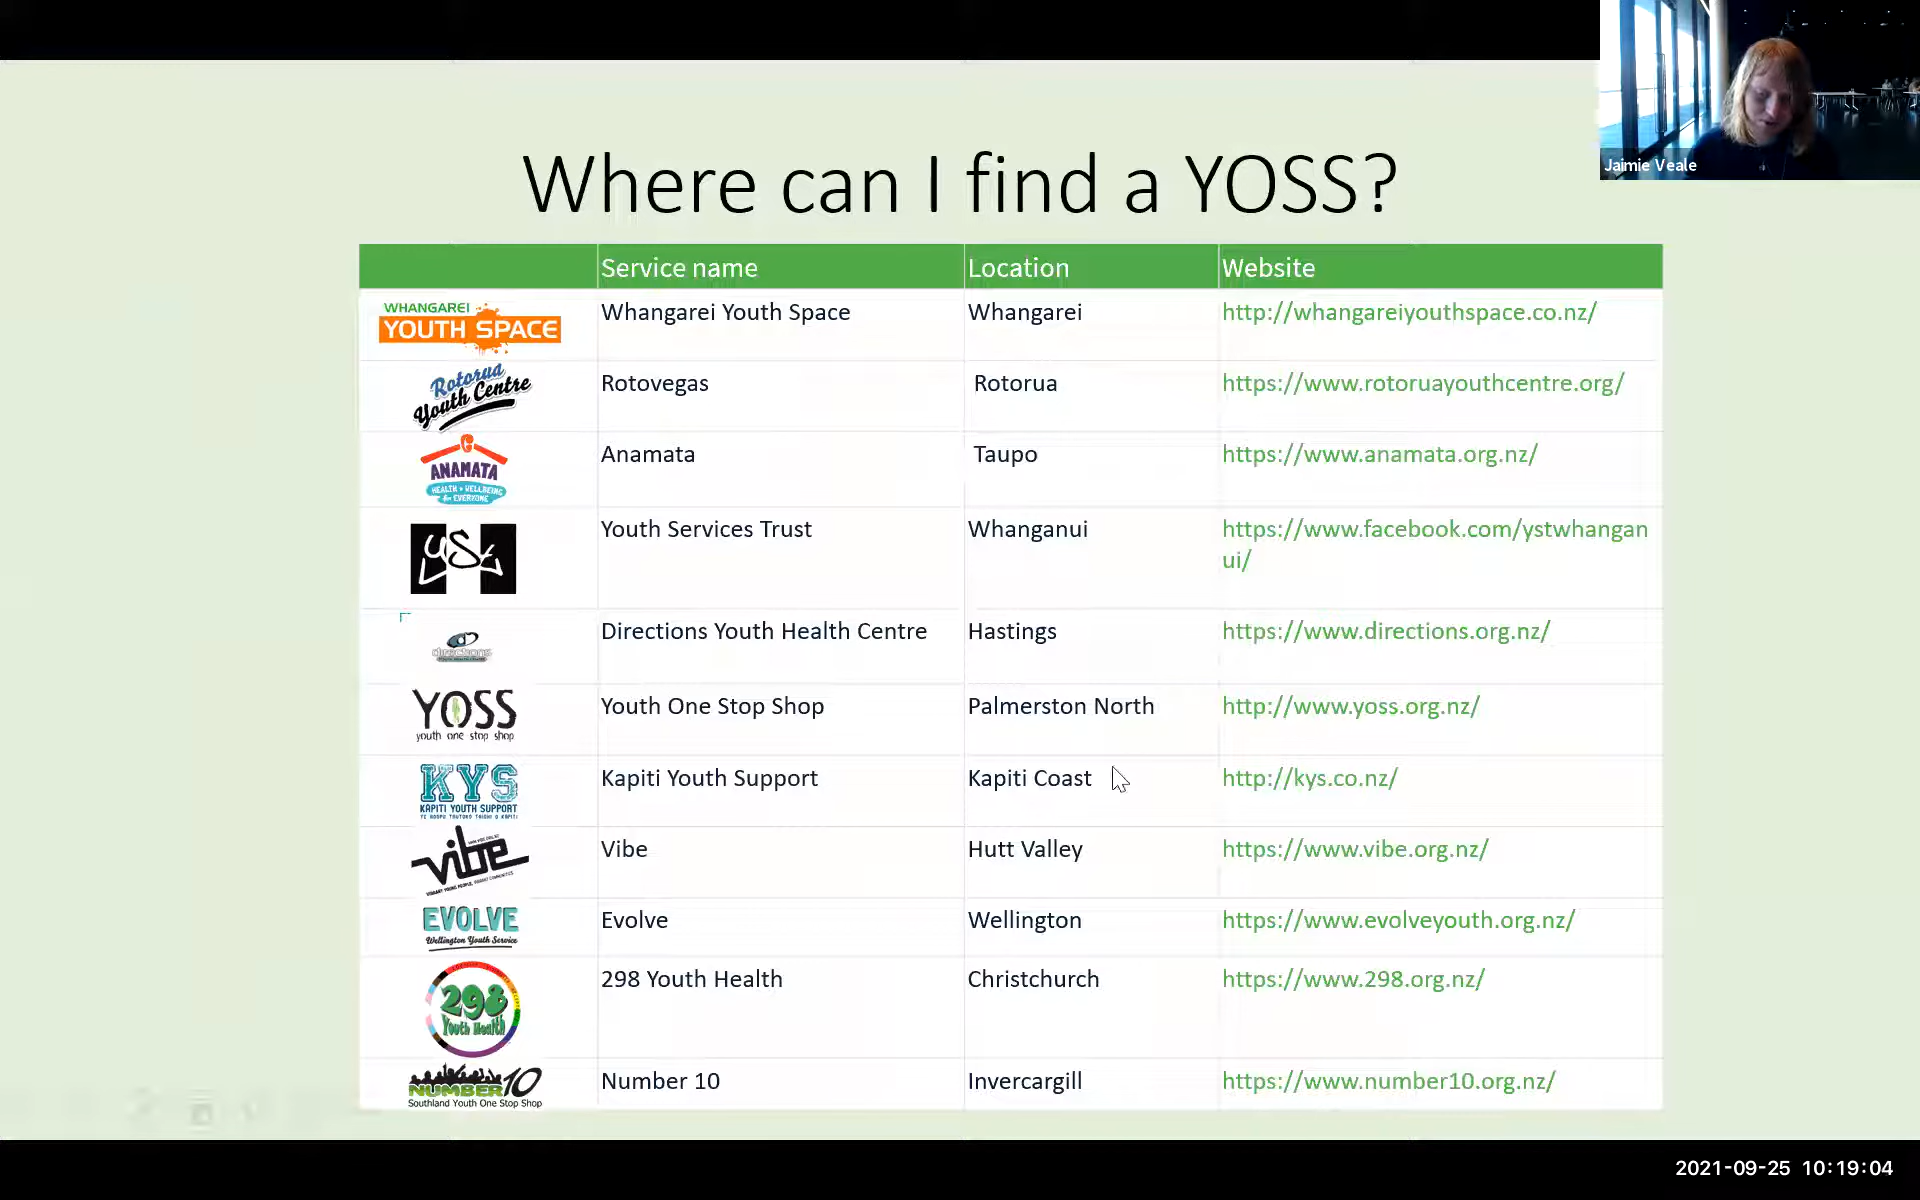 Jaimie Veale
Where can I find a YOSS?
Service name Location Website
WHANGAREI
YOUTH SPACE
Whangarei Youth Space Whangarei http://whangareiyouthspace.co.nz/
Rotorua
Youth Centre
Rotovegas Rotorua https://www.rotoruayouthcentre.org/
ANAMATA
HEALTH + WELLBEING
for EVERYONE
Anamata Taupo https://www.anamata.org.nz/
yst
Youth Services Trust Whanganui https://www.facebook.com/ystwhangan
ui/
directions
Directions Youth Health Centre Hastings https://www.directions.org.nz/
YOSS
youth one stop shop
Youth One Stop Shop Palmerston North http://www.yoss.org.nz/
KYS
KAPITI YOUTH SUPPORT
Kapiti Youth Support Kapiti Coast http://kys.co.nz/
vibe
Vibe Hutt Valley https://www.vibe.org.nz/
EVOLVE
Wellington Youth Service
Evolve Wellington https://www.evolveyouth.org.nz/
298
Youth Health
298 Youth Health Christchurch https://www.298.org.nz/
NUMBER 10
Southland Youth One Stop Shop
Number 10 Invercargill https://www.number10.org.nz/
2021-09-25 10:19:04